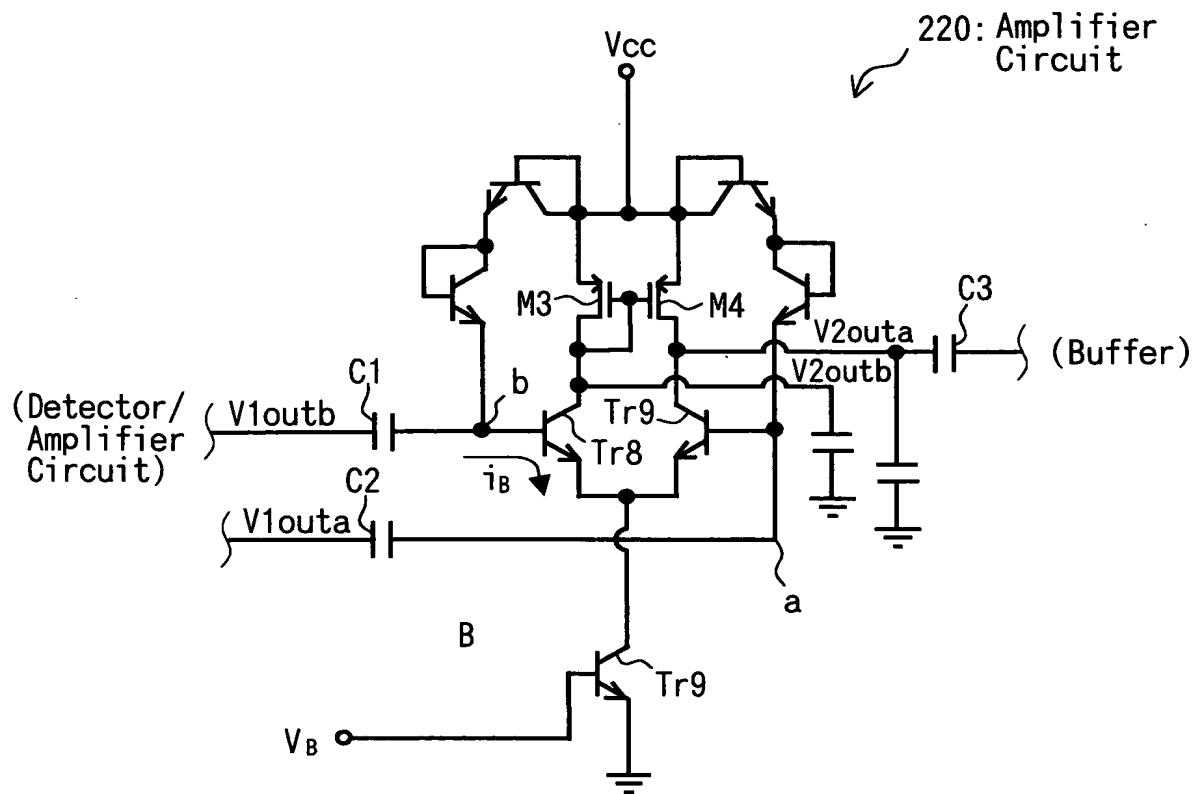 220: Amplifier
Circuit
Vcc
M3
M4
C3
V2outa
(Buffer)
V2outb
C1
b
Tr9
(Detector/
Amplifier
Circuit)
V1outb
Tr8
iB
C2
V1outa
a
B
Tr9
VB